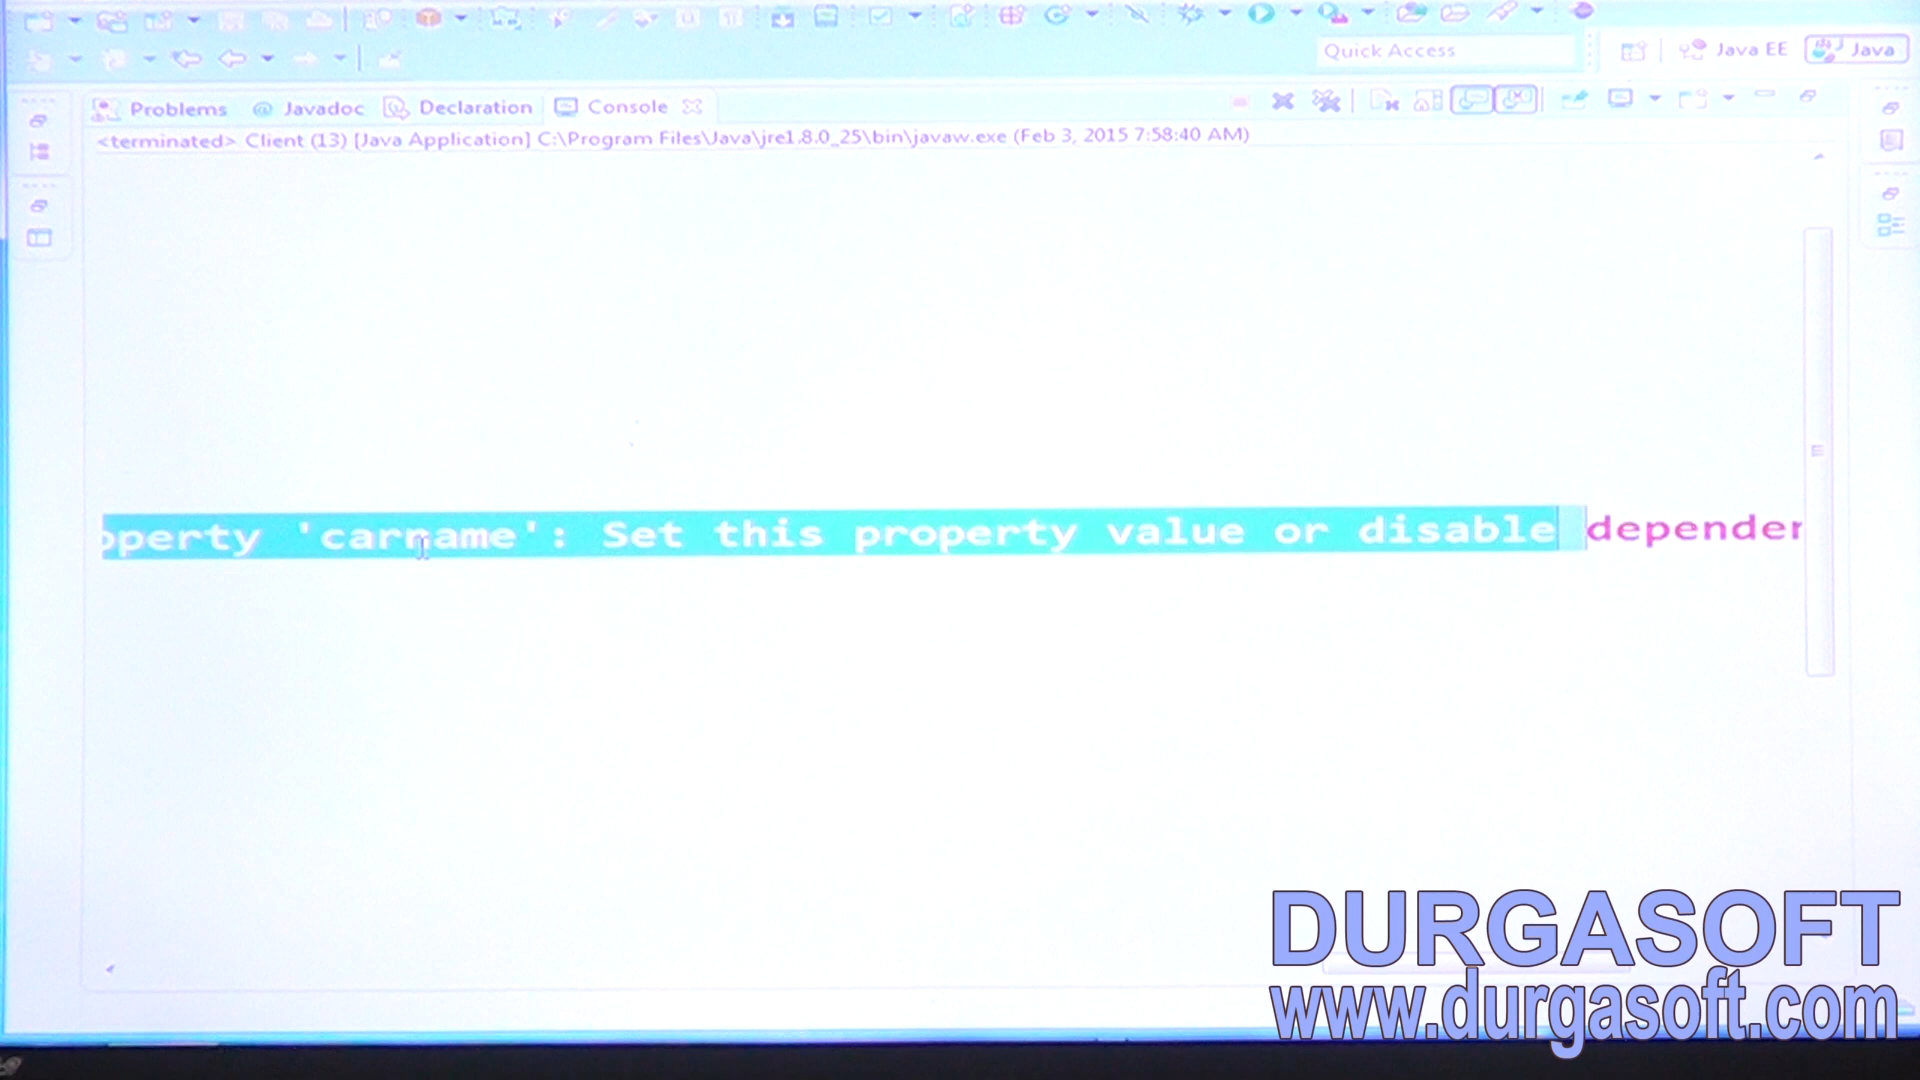 Quick Access
Java EE
Java
Problems
@ Javadoc
Declaration
Console
<terminated> Client (13) [Java Application] C:\Program Files\Java\jre1.8.0_25\bin\javaw.exe (Feb 3, 2015 7:58:40 AM)
operty 'carname': Set this property value or disable depender
DURGASOFT
www.durgasoft.com